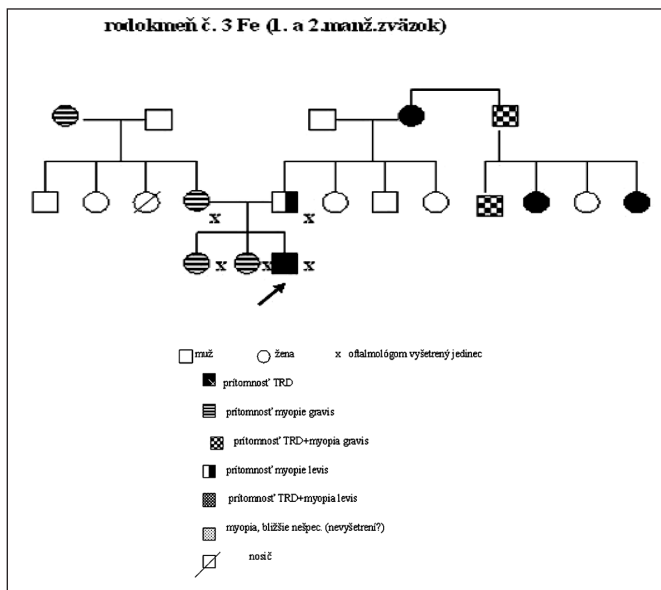 rodokmeň č. 3 Fe (1. a 2.manž.zväzok)
x
x
x
x
x
muž
žena
x oftalmológom vyšetrený jedinec
prítomnosť TRD
prítomnosť myopie gravis
prítomnosť TRD+myopia gravis
prítomnosť myopie levis
prítomnosť TRD+myopia levis
myopia, bližšie nešpec. (nevyšetrení?)
nosič